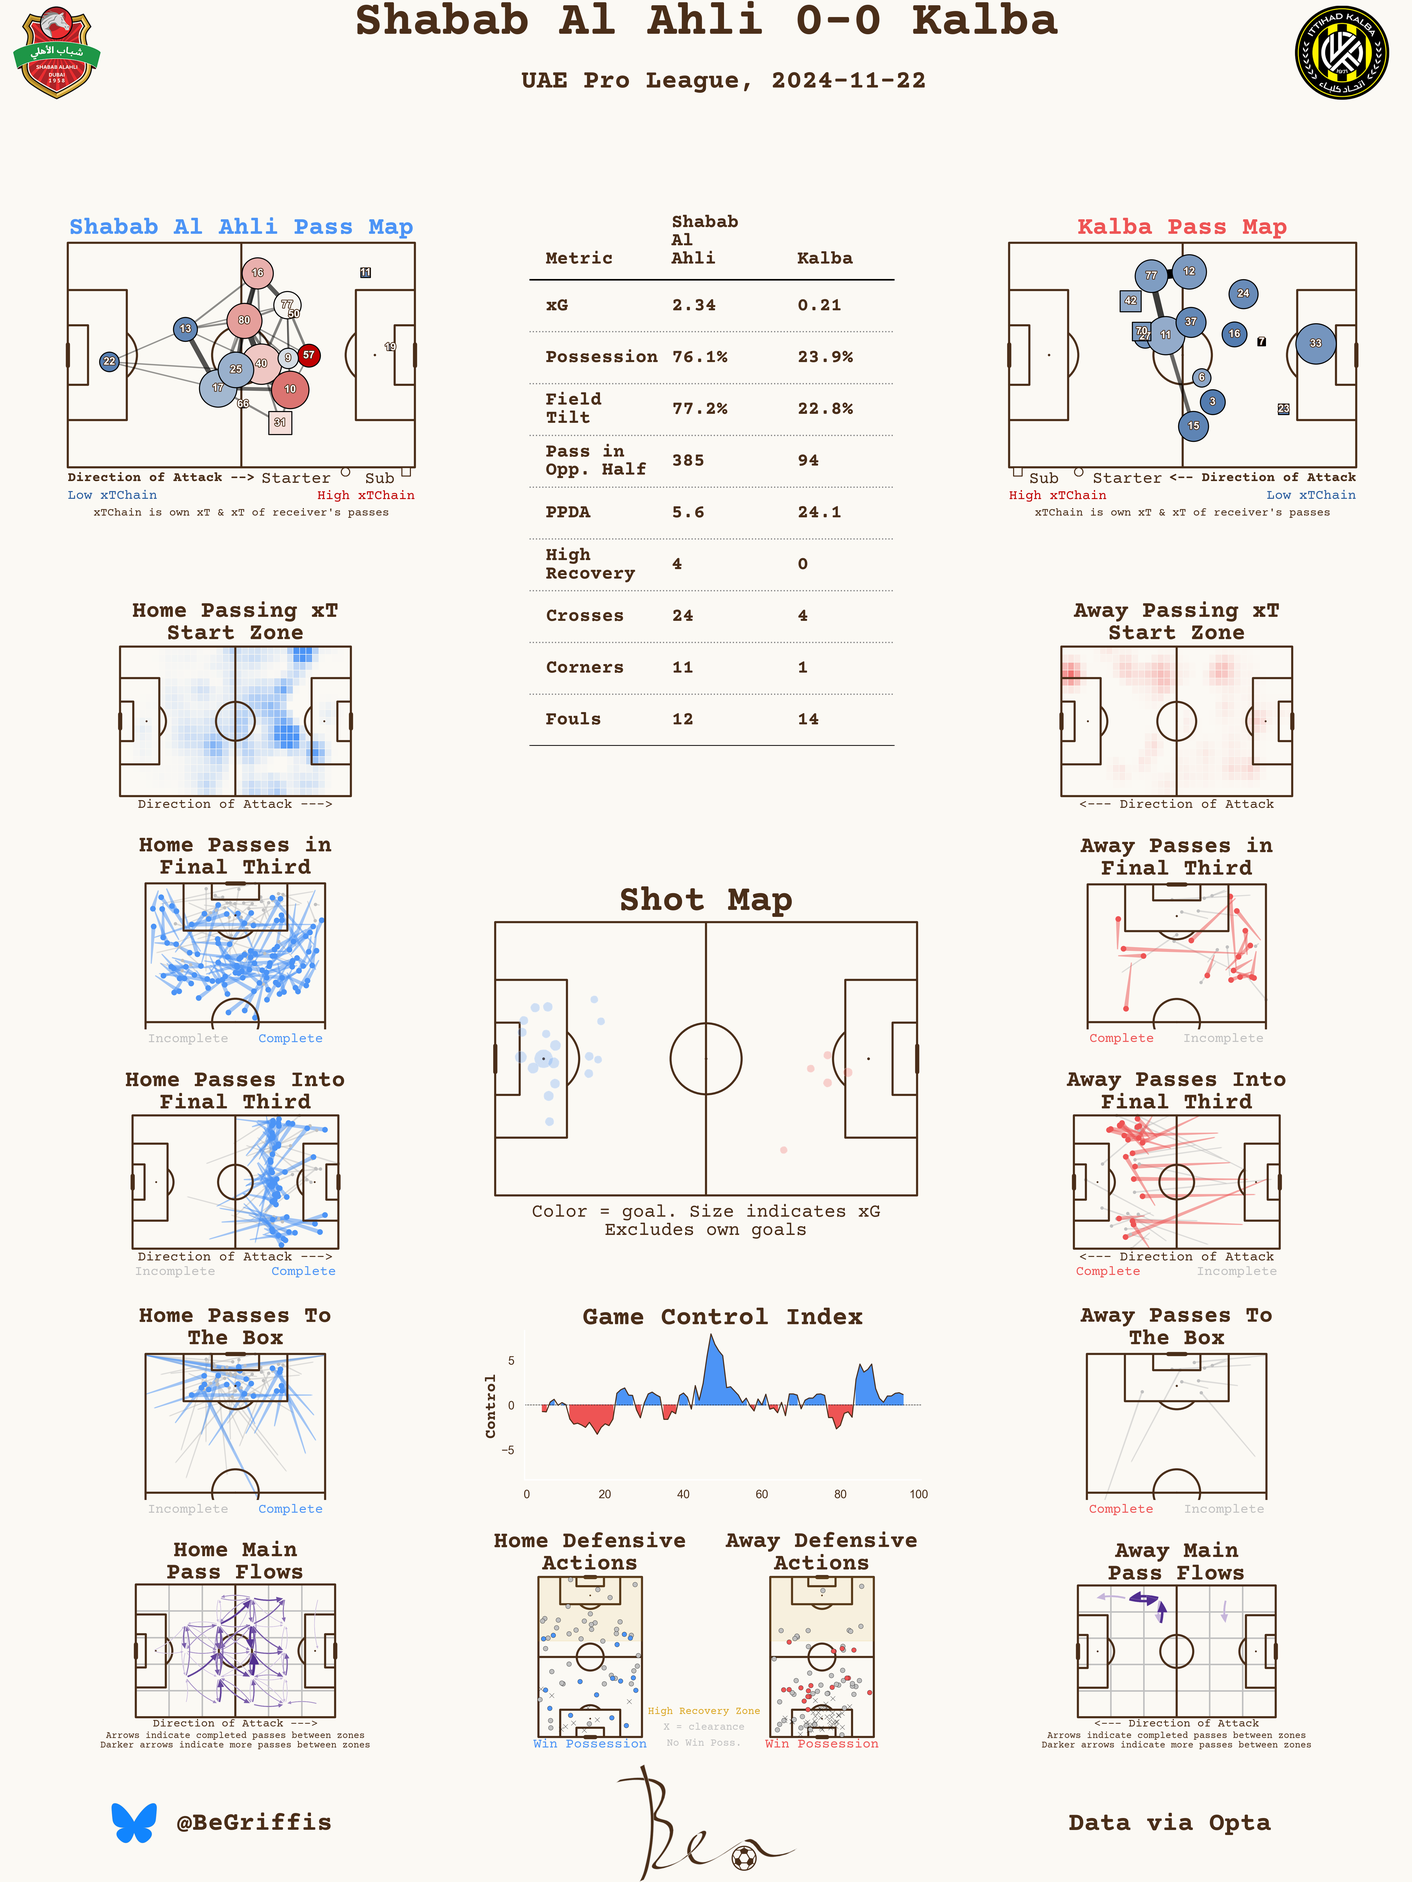 Shabab Al Ahli 0-0 Kalba
UAE Pro League, 2024-11-22
شباب الأهلي
SHABAB ALAHLI
DUBAI
1958
ITTIHAD KALBA
1971
اتحاد كلباء
Shabab Al Ahli Pass Map
16
11
77
50
80
13
19
22
9
57
25
40
17
10
66
31
Direction of Attack --> Starter Sub
Low xTChain High xTChain
xTChain is own xT & xT of receiver's passes
Metric Shabab Al Ahli Kalba
xG 2.34 0.21
Possession 76.1% 23.9%
Field Tilt 77.2% 22.8%
Pass in Opp. Half 385 94
PPDA 5.6 24.1
High Recovery 4 0
Crosses 24 4
Corners 11 1
Fouls 12 14
Kalba Pass Map
77
12
42
24
37
70
27
11
16
7
33
6
3
23
15
Sub Starter <-- Direction of Attack
High xTChain Low xTChain
xTChain is own xT & xT of receiver's passes
Home Passing xT
Start Zone
Direction of Attack --->
Away Passing xT
Start Zone
<--- Direction of Attack
Home Passes in
Final Third
Incomplete Complete
Away Passes in
Final Third
Complete Incomplete
Shot Map
Color = goal. Size indicates xG
Excludes own goals
Home Passes Into
Final Third
Direction of Attack --->
Incomplete Complete
Away Passes Into
Final Third
<--- Direction of Attack
Complete Incomplete
Home Passes To
The Box
Incomplete Complete
Game Control Index
Control
5
0
−5
0 20 40 60 80 100
Away Passes To
The Box
Complete Incomplete
Home Main
Pass Flows
Direction of Attack --->
Arrows indicate completed passes between zones
Darker arrows indicate more passes between zones
Home Defensive
Actions
Win Possession
High Recovery Zone
X = clearance
No Win Poss.
Away Defensive
Actions
Win Possession
Away Main
Pass Flows
<--- Direction of Attack
Arrows indicate completed passes between zones
Darker arrows indicate more passes between zones
@BeGriffis
Ben
Data via Opta